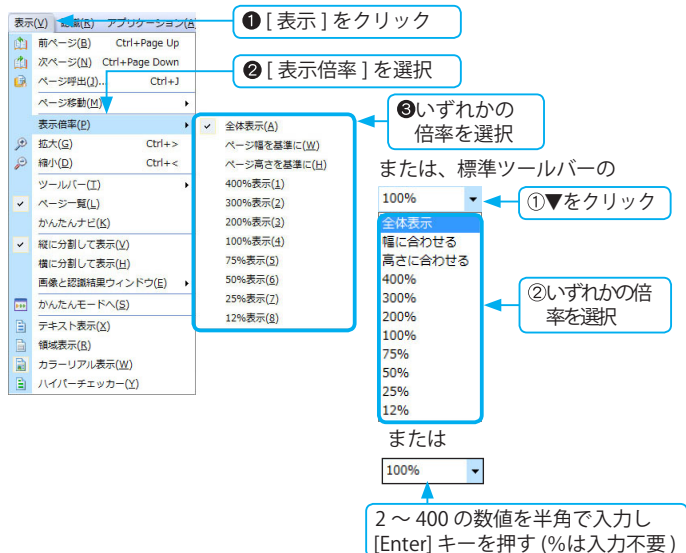 表示(V) 認識(R) アプリケーション(A
❶ [ 表示 ] をクリック
前ページ(B) Ctrl+Page Up
次ページ(N) Ctrl+Page Down
ページ呼出(J)... Ctrl+J
ページ移動(M)
表示倍率(P)
拡大(G) Ctrl+>
縮小(D) Ctrl+<
ツールバー(T)
ページ一覧(L)
かんたんナビ(K)
縦に分割して表示(V)
横に分割して表示(H)
画像と認識結果ウィンドウ(E)
かんたんモードへ(S)
テキスト表示(X)
領域表示(R)
カラーリアル表示(W)
ハイパーチェッカー(Y)
❷ [ 表示倍率 ] を選択
全体表示(A)
ページ幅を基準に(W)
ページ高さを基準に(H)
400%表示(1)
300%表示(2)
200%表示(3)
100%表示(4)
75%表示(5)
50%表示(6)
25%表示(7)
12%表示(8)
❸いずれかの
倍率を選択
または、標準ツールバーの
100%
①▼をクリック
全体表示
幅に合わせる
高さに合わせる
400%
300%
200%
100%
75%
50%
25%
12%
②いずれかの倍
率を選択
または
100%
2 ～ 400 の数値を半角で入力し
[Enter] キーを押す (%は入力不要 )